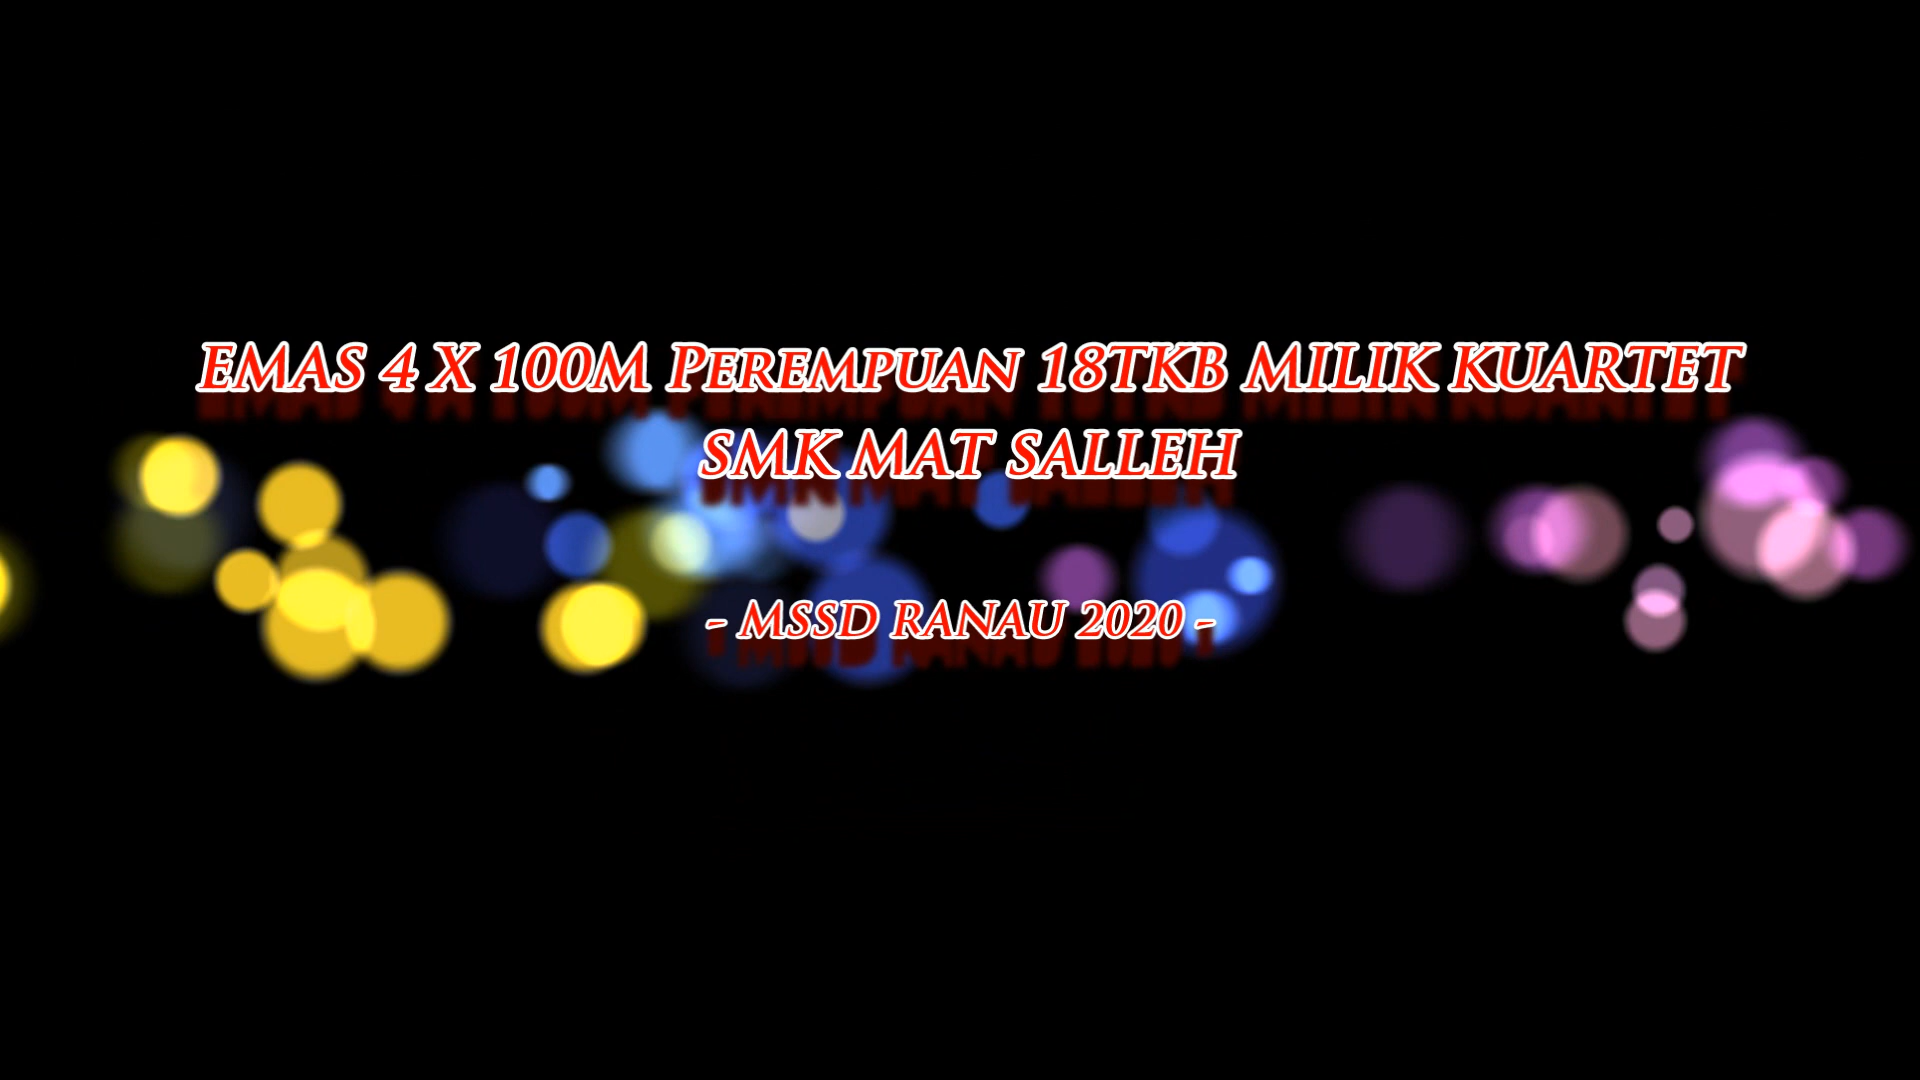 EMAS 4 X 100M Perempuan 18TKB MILIK KUARTET
SMK MAT SALLEH
- MSSD RANAU 2020 -